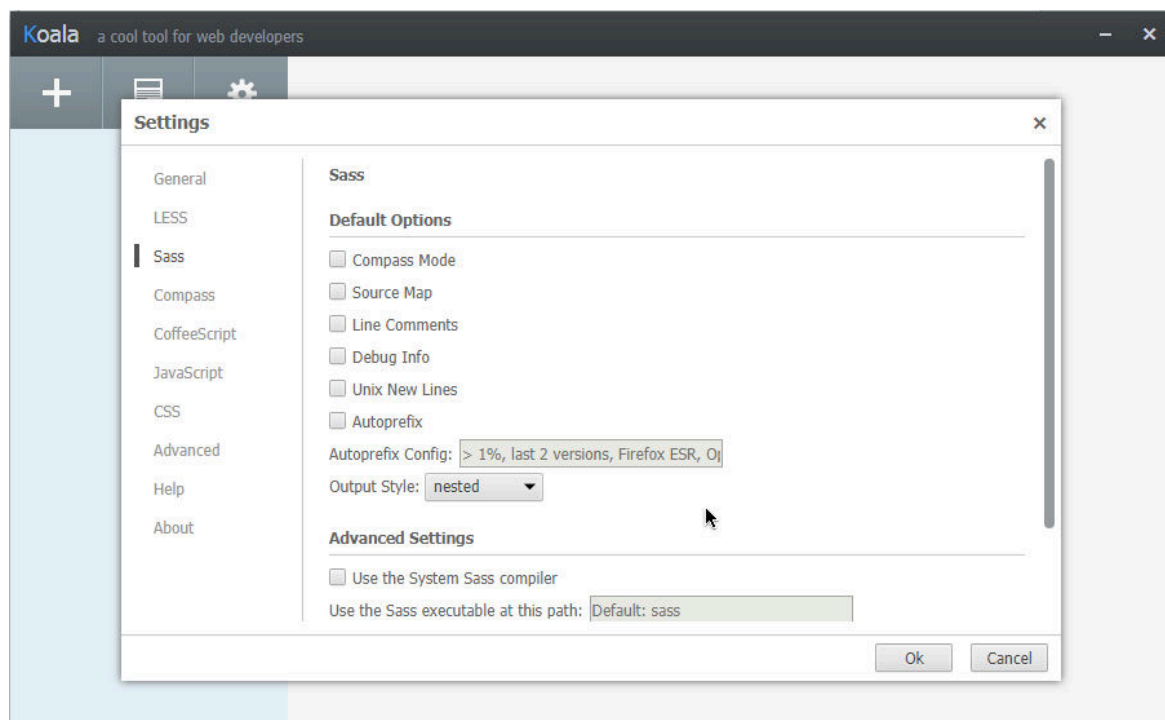 Koala a cool tool for web developers
Settings
General
LESS
Sass
Compass
CoffeeScript
JavaScript
CSS
Advanced
Help
About
Sass
Default Options
Compass Mode
Source Map
Line Comments
Debug Info
Unix New Lines
Autoprefix
Autoprefix Config: > 1%, last 2 versions, Firefox ESR, Op
Output Style: nested
Advanced Settings
Use the System Sass compiler
Use the Sass executable at this path: Default: sass
Ok Cancel